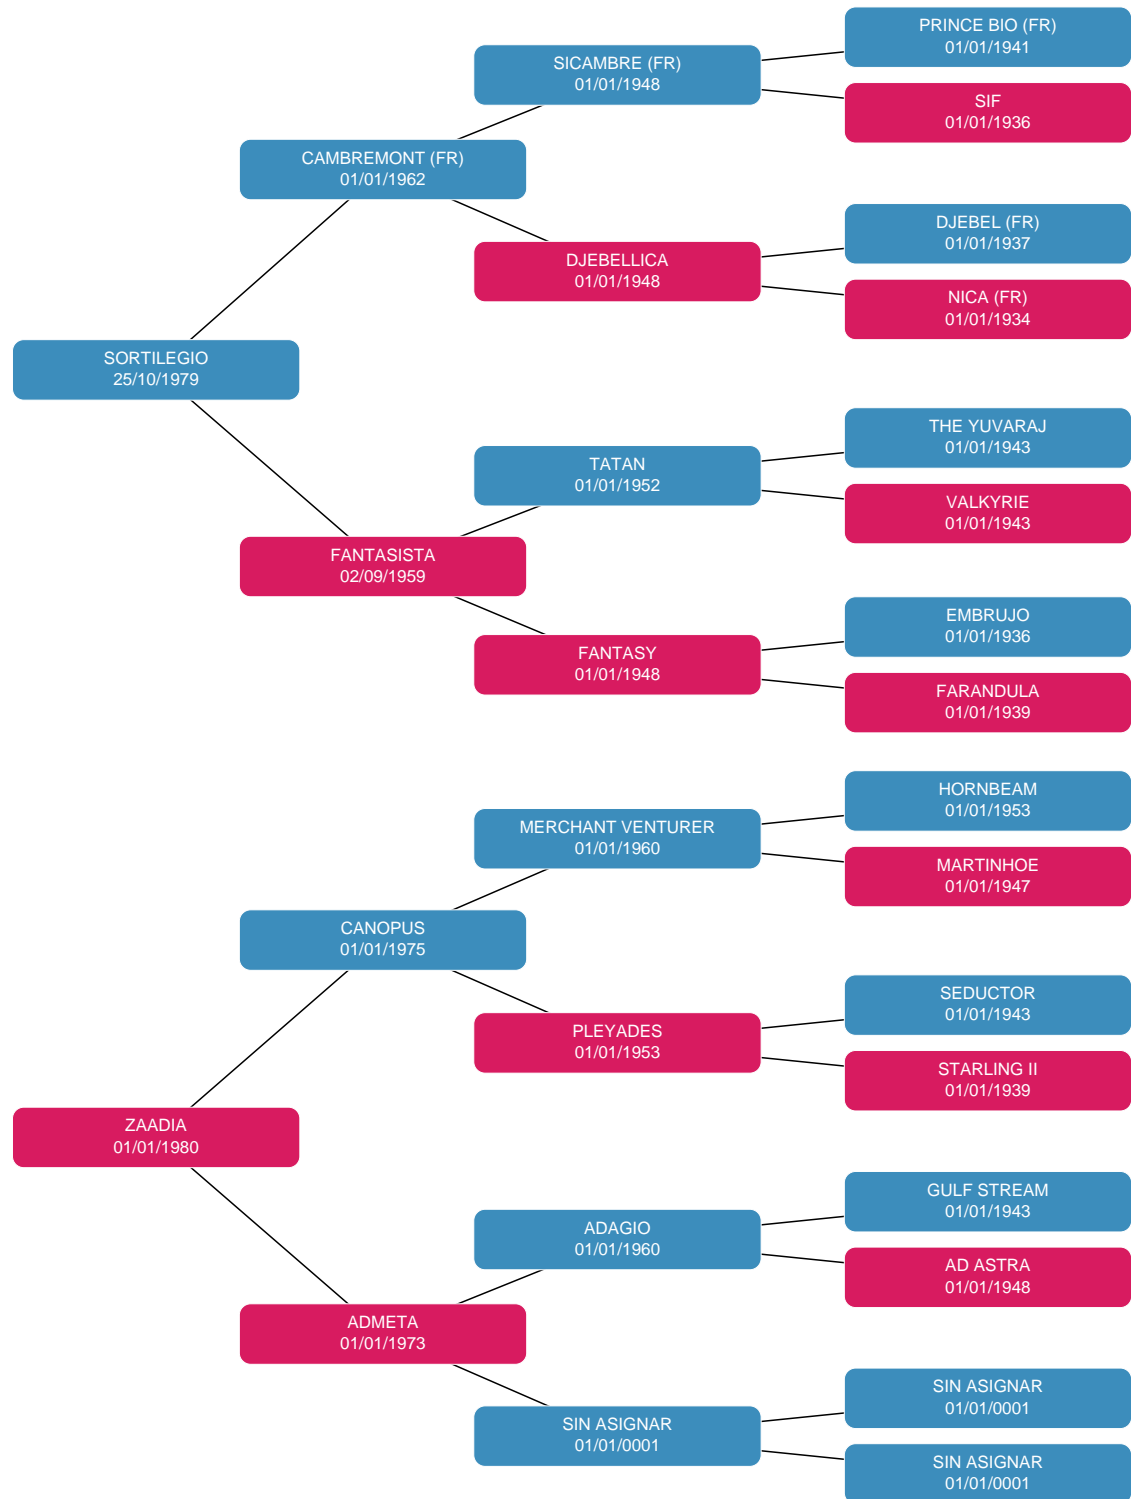 PRINCE BIO (FR)
01/01/1941
SICAMBRE (FR)
01/01/1948
SIF
01/01/1936
CAMBREMONT (FR)
01/01/1962
DJEBEL (FR)
01/01/1937
DJEBELLICA
01/01/1948
NICA (FR)
01/01/1934
SORTILEGIO
25/10/1979
THE YUVARAJ
01/01/1943
TATAN
01/01/1952
VALKYRIE
01/01/1943
FANTASISTA
02/09/1959
EMBRUJO
01/01/1936
FANTASY
01/01/1948
FARANDULA
01/01/1939
HORNBEAM
01/01/1953
MERCHANT VENTURER
01/01/1960
MARTINHOE
01/01/1947
CANOPUS
01/01/1975
SEDUCTOR
01/01/1943
PLEYADES
01/01/1953
STARLING II
01/01/1939
ZAADIA
01/01/1980
GULF STREAM
01/01/1943
ADAGIO
01/01/1960
AD ASTRA
01/01/1948
ADMETA
01/01/1973
SIN ASIGNAR
01/01/0001
SIN ASIGNAR
01/01/0001
SIN ASIGNAR
01/01/0001